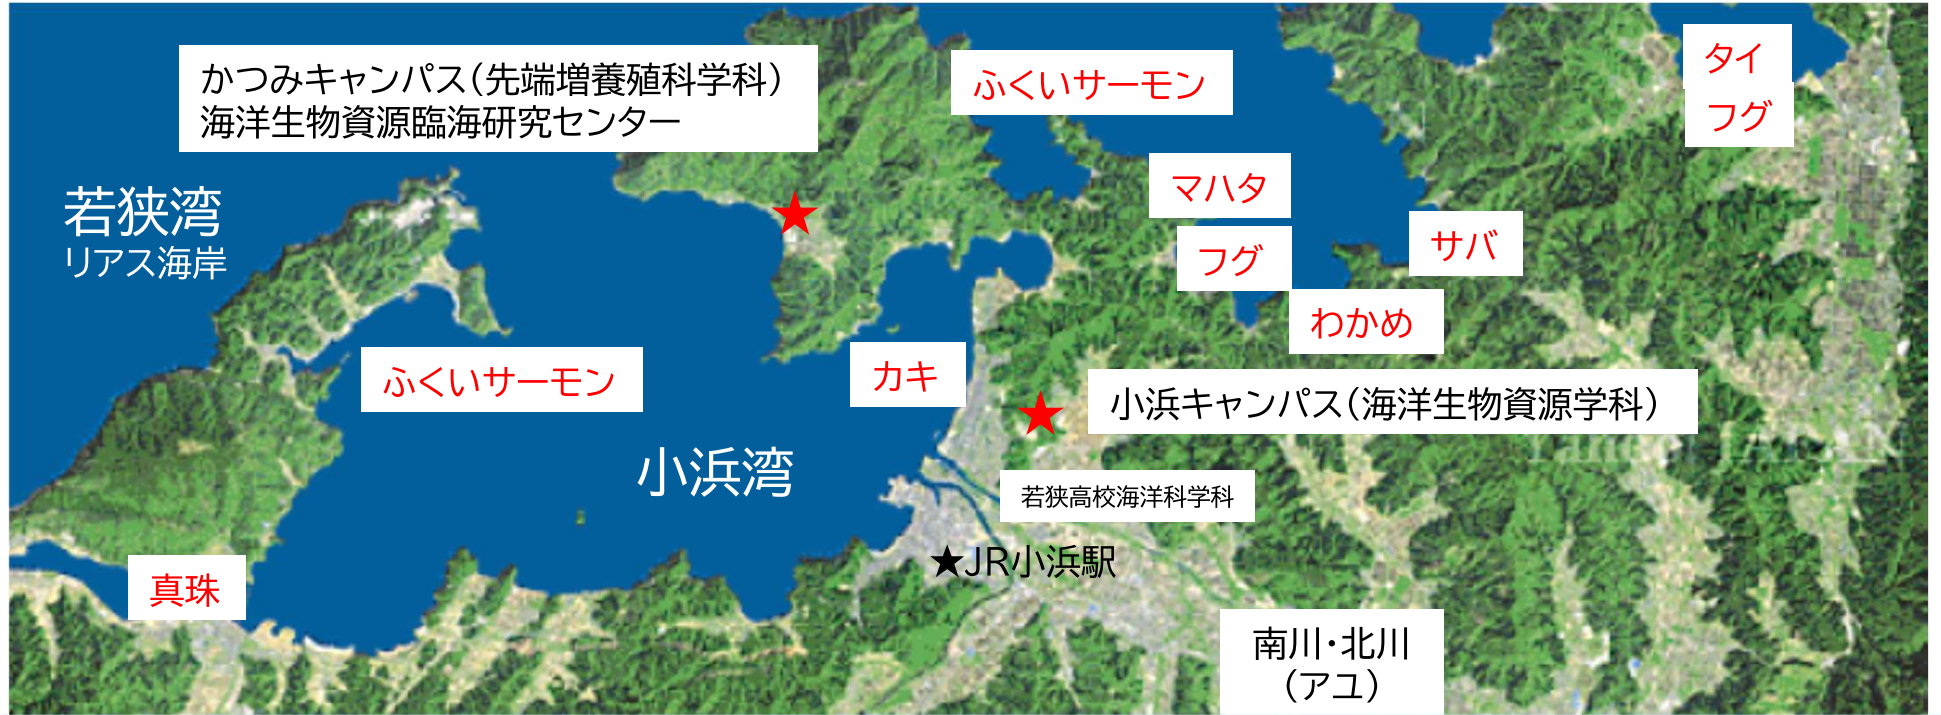 かつみキャンパス（先端増養殖科学科）
海洋生物資源臨海研究センター
ふくいサーモン
タイ
フグ
若狭湾
リアス海岸
マハタ
フグ
サバ
わかめ
ふくいサーモン
カキ
小浜キャンパス（海洋生物資源学科）
小浜湾
若狭高校海洋科学科
★JR小浜駅
真珠
南川・北川
（アユ）